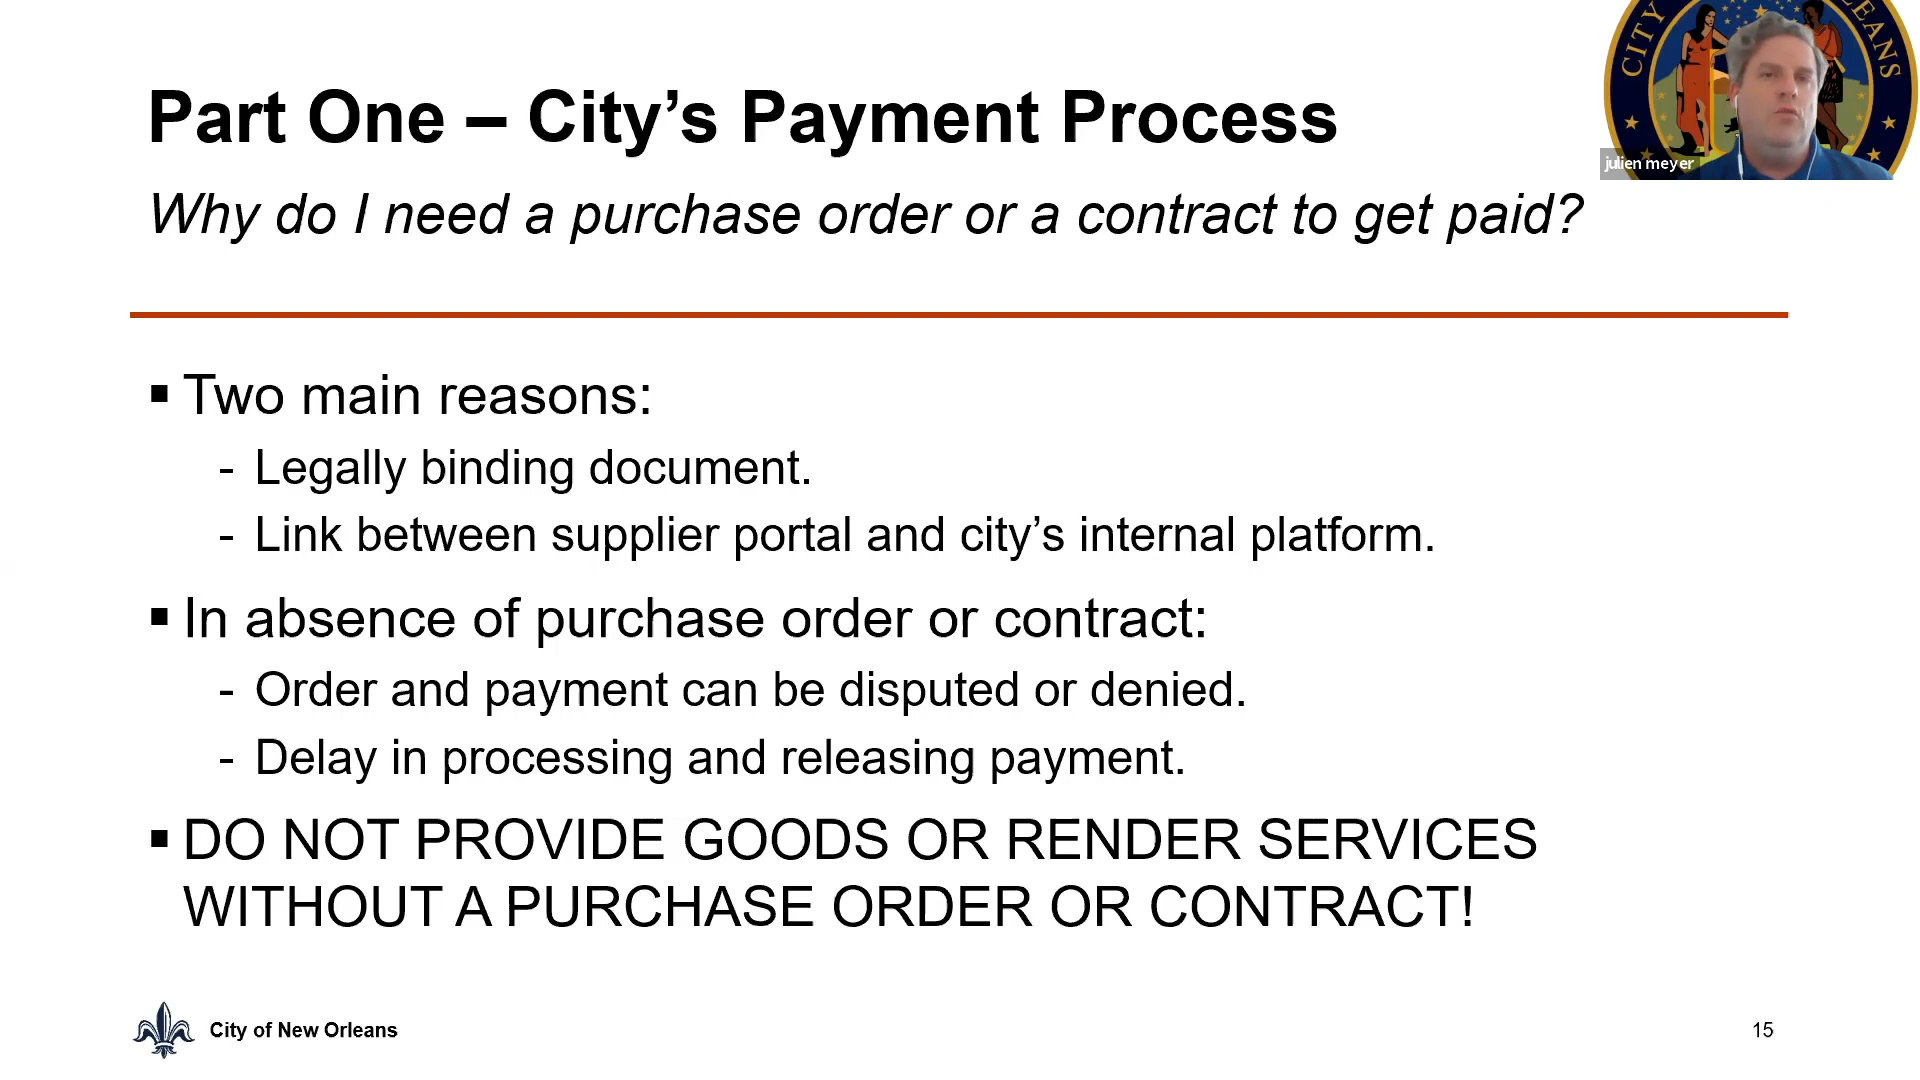 CITY
LEANS
julien meyer
Part One – City’s Payment Process
Why do I need a purchase order or a contract to get paid?
▪ Two main reasons:
- Legally binding document.
- Link between supplier portal and city’s internal platform.
▪ In absence of purchase order or contract:
- Order and payment can be disputed or denied.
- Delay in processing and releasing payment.
▪ DO NOT PROVIDE GOODS OR RENDER SERVICES
WITHOUT A PURCHASE ORDER OR CONTRACT!
City of New Orleans
15